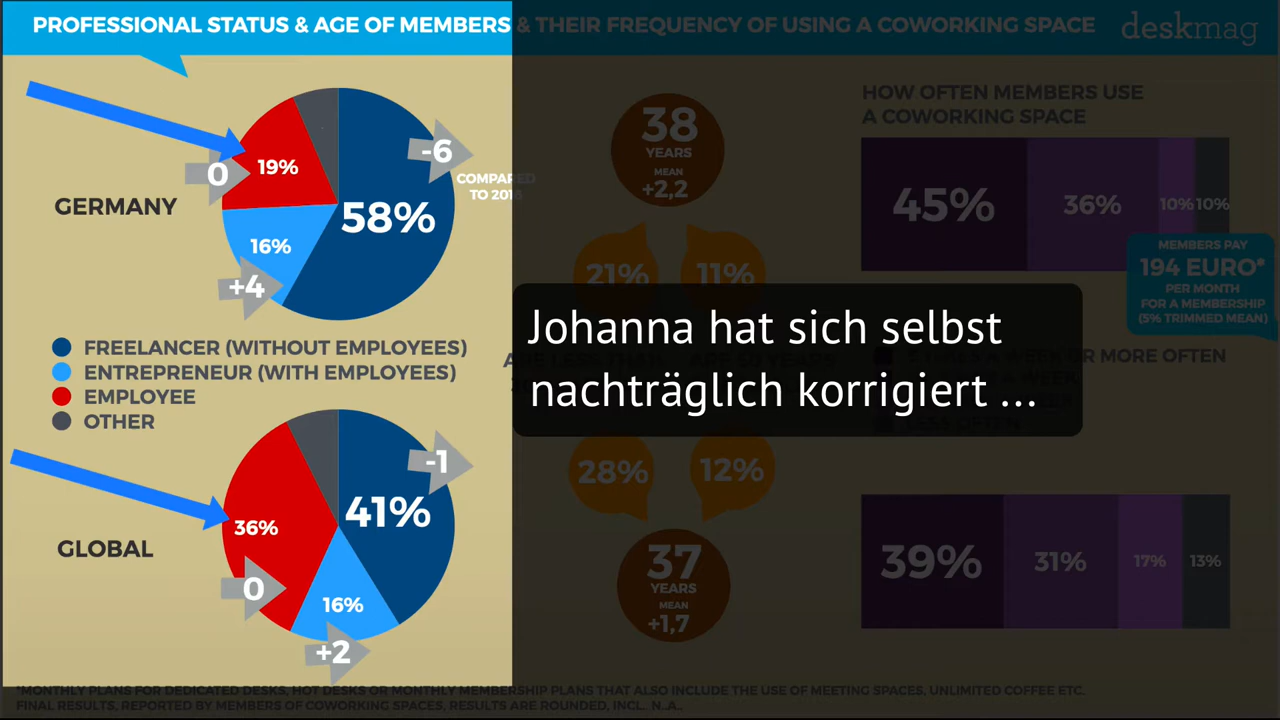 PROFESSIONAL STATUS & AGE OF MEMBERS & THEIR FREQUENCY OF USING A COWORKING SPACE
deskmag
GERMANY
0
19%
16%
+4
58%
-6
COMPARED
TO 2016
FREELANCER (WITHOUT EMPLOYEES)
ENTREPRENEUR (WITH EMPLOYEES)
EMPLOYEE
OTHER
GLOBAL
36%
0
41%
-1
16%
+2
38
YEARS
MEAN
+2,2
21%
11%
Johanna hat sich selbst
nachträglich korrigiert ...
28%
12%
37
YEARS
MEAN
+1,7
HOW OFTEN MEMBERS USE
A COWORKING SPACE
45%
36%
10%
10%
MEMBERS PAY
194 EURO*
PER MONTH
FOR A MEMBERSHIP
(5% TRIMMED MEAN)
OR MORE OFTEN
39%
31%
17%
13%
*MONTHLY PLANS FOR DEDICATED DESKS, HOT DESKS OR MONTHLY MEMBERSHIP PLANS THAT ALSO INCLUDE THE USE OF MEETING SPACES, UNLIMITED COFFEE ETC.
FINAL RESULTS, REPORTED BY MEMBERS OF COWORKING SPACES, RESULTS ARE ROUNDED, INCL. N.A.